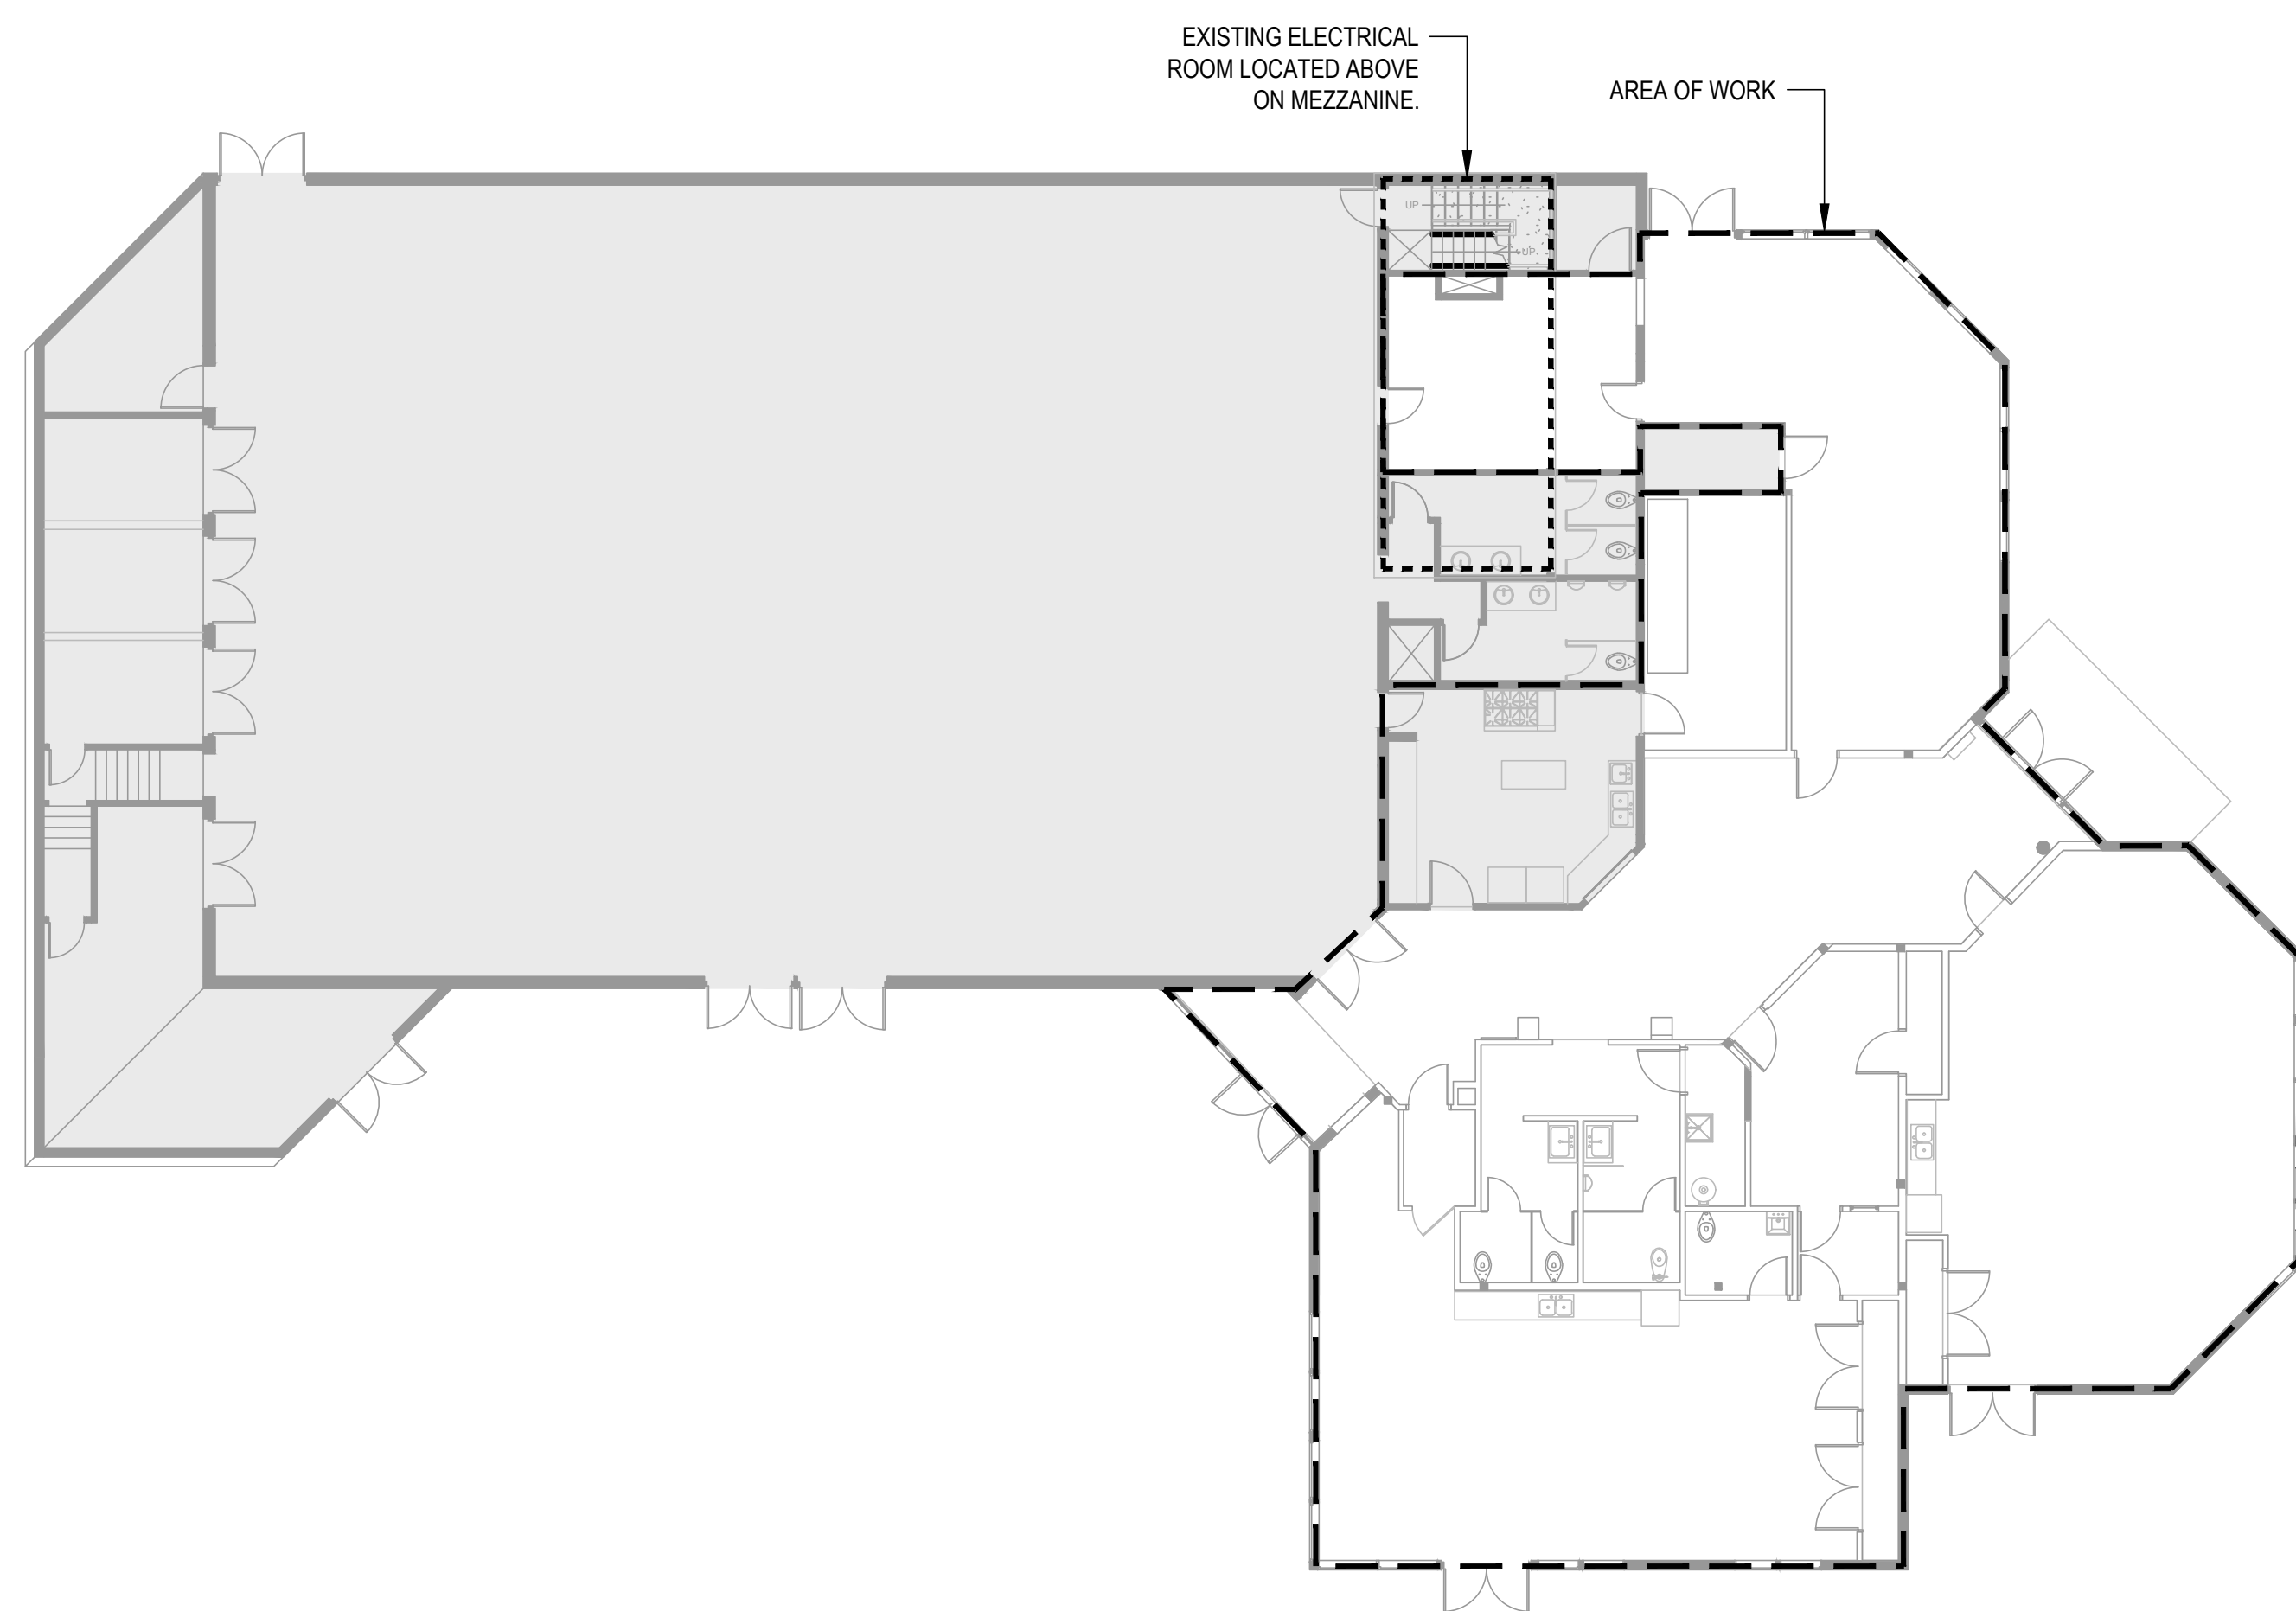 EXISTING ELECTRICAL
ROOM LOCATED ABOVE
ON MEZZANINE.
AREA OF WORK
UP
UP